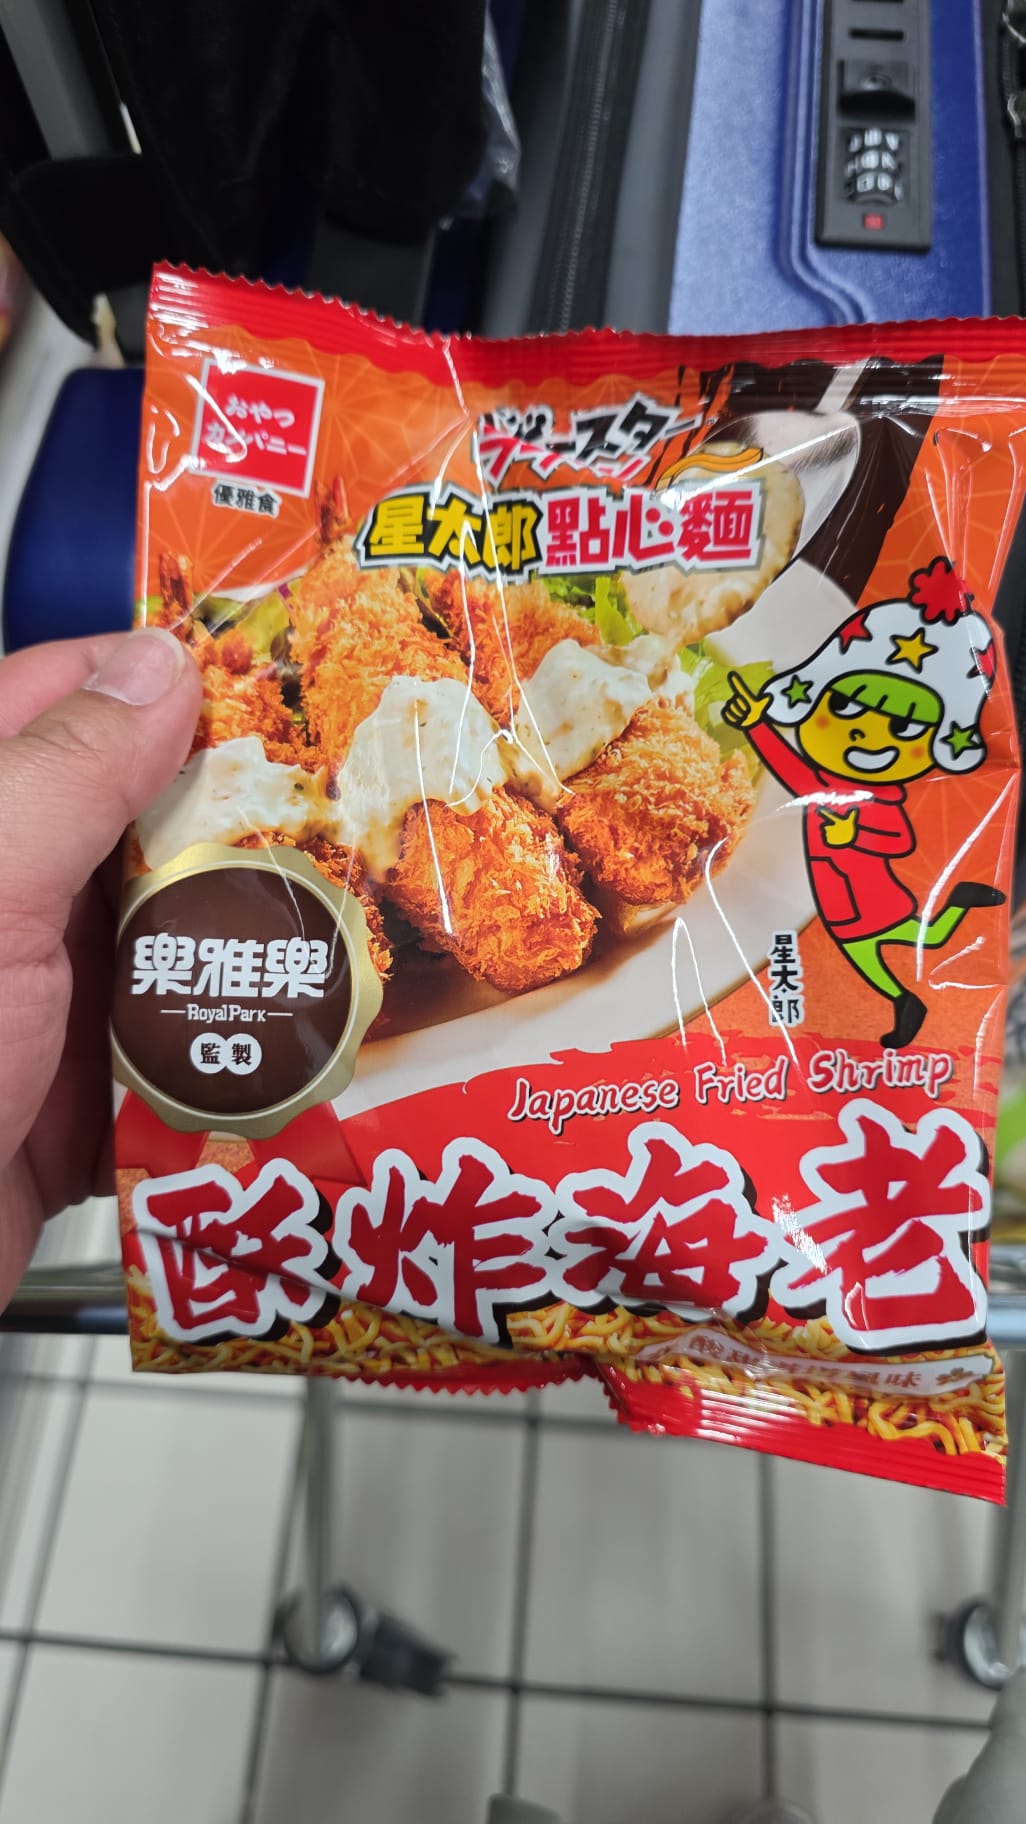 おやつ
カンパニー
優雅食
ベビースター
星太郎點心麵
樂雅樂
RoyalPark
監製
星太郎
Japanese Fried Shrimp
酥炸海老